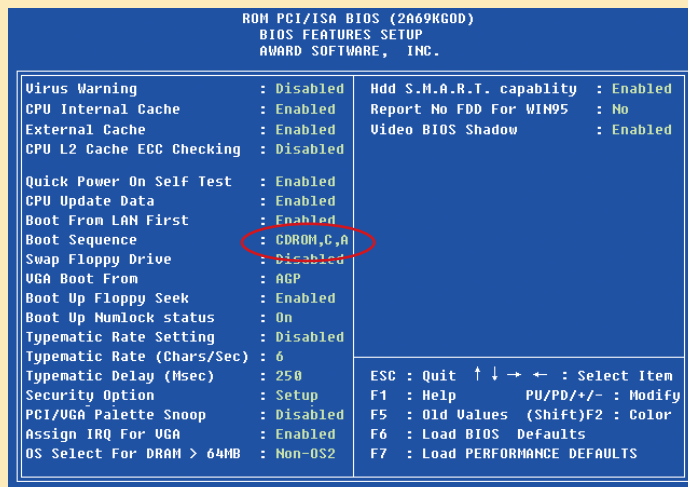 ROM PCI/ISA BIOS (2A69KGOD)
BIOS FEATURES SETUP
AWARD SOFTWARE, INC.
Virus Warning : Disabled
CPU Internal Cache : Enabled
External Cache : Enabled
CPU L2 Cache ECC Checking : Disabled
Quick Power On Self Test : Enabled
CPU Update Data : Enabled
Boot From LAN First : Enabled
Boot Sequence : CDROM,C,A
Swap Floppy Drive : Disabled
VGA Boot From : AGP
Boot Up Floppy Seek : Enabled
Boot Up Numlock status : On
Typematic Rate Setting : Disabled
Typematic Rate (Chars/Sec) : 6
Typematic Delay (Msec) : 250
Security Option : Setup
PCI/VGA Palette Snoop : Disabled
Assign IRQ For VGA : Enabled
OS Select For DRAM > 64MB : Non-OS2
Hdd S.M.A.R.T. capablity : Enabled
Report No FDD For WIN95 : No
Video BIOS Shadow : Enabled
ESC : Quit ↑ ↓ → ← : Select Item
F1 : Help PU/PD/+/- : Modify
F5 : Old Values (Shift)F2 : Color
F6 : Load BIOS Defaults
F7 : Load PERFORMANCE DEFAULTS